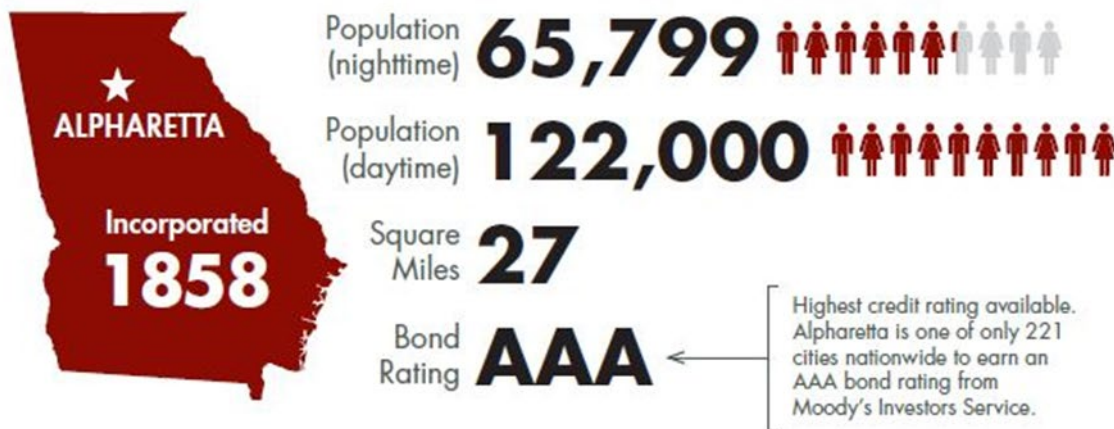 ALPHARETTA
Incorporated
1858
Population
(nighttime)
65,799
Population
(daytime)
122,000
Square
Miles
27
Bond
Rating
AAA
Highest credit rating available.
Alpharetta is one of only 221
cities nationwide to earn an
AAA bond rating from
Moody's Investors Service.